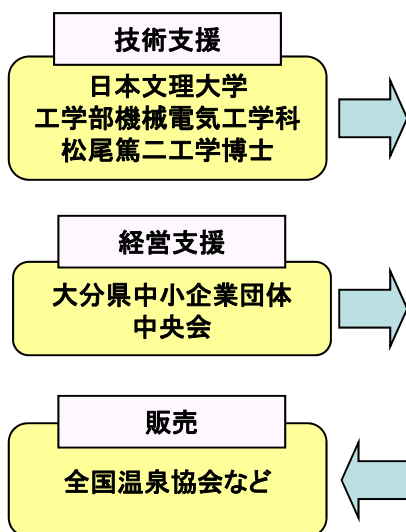 技術支援
日本文理大学
工学部機械電気工学科
松尾篤二工学博士
経営支援
大分県中小企業団体
中央会
販売
全国温泉協会など